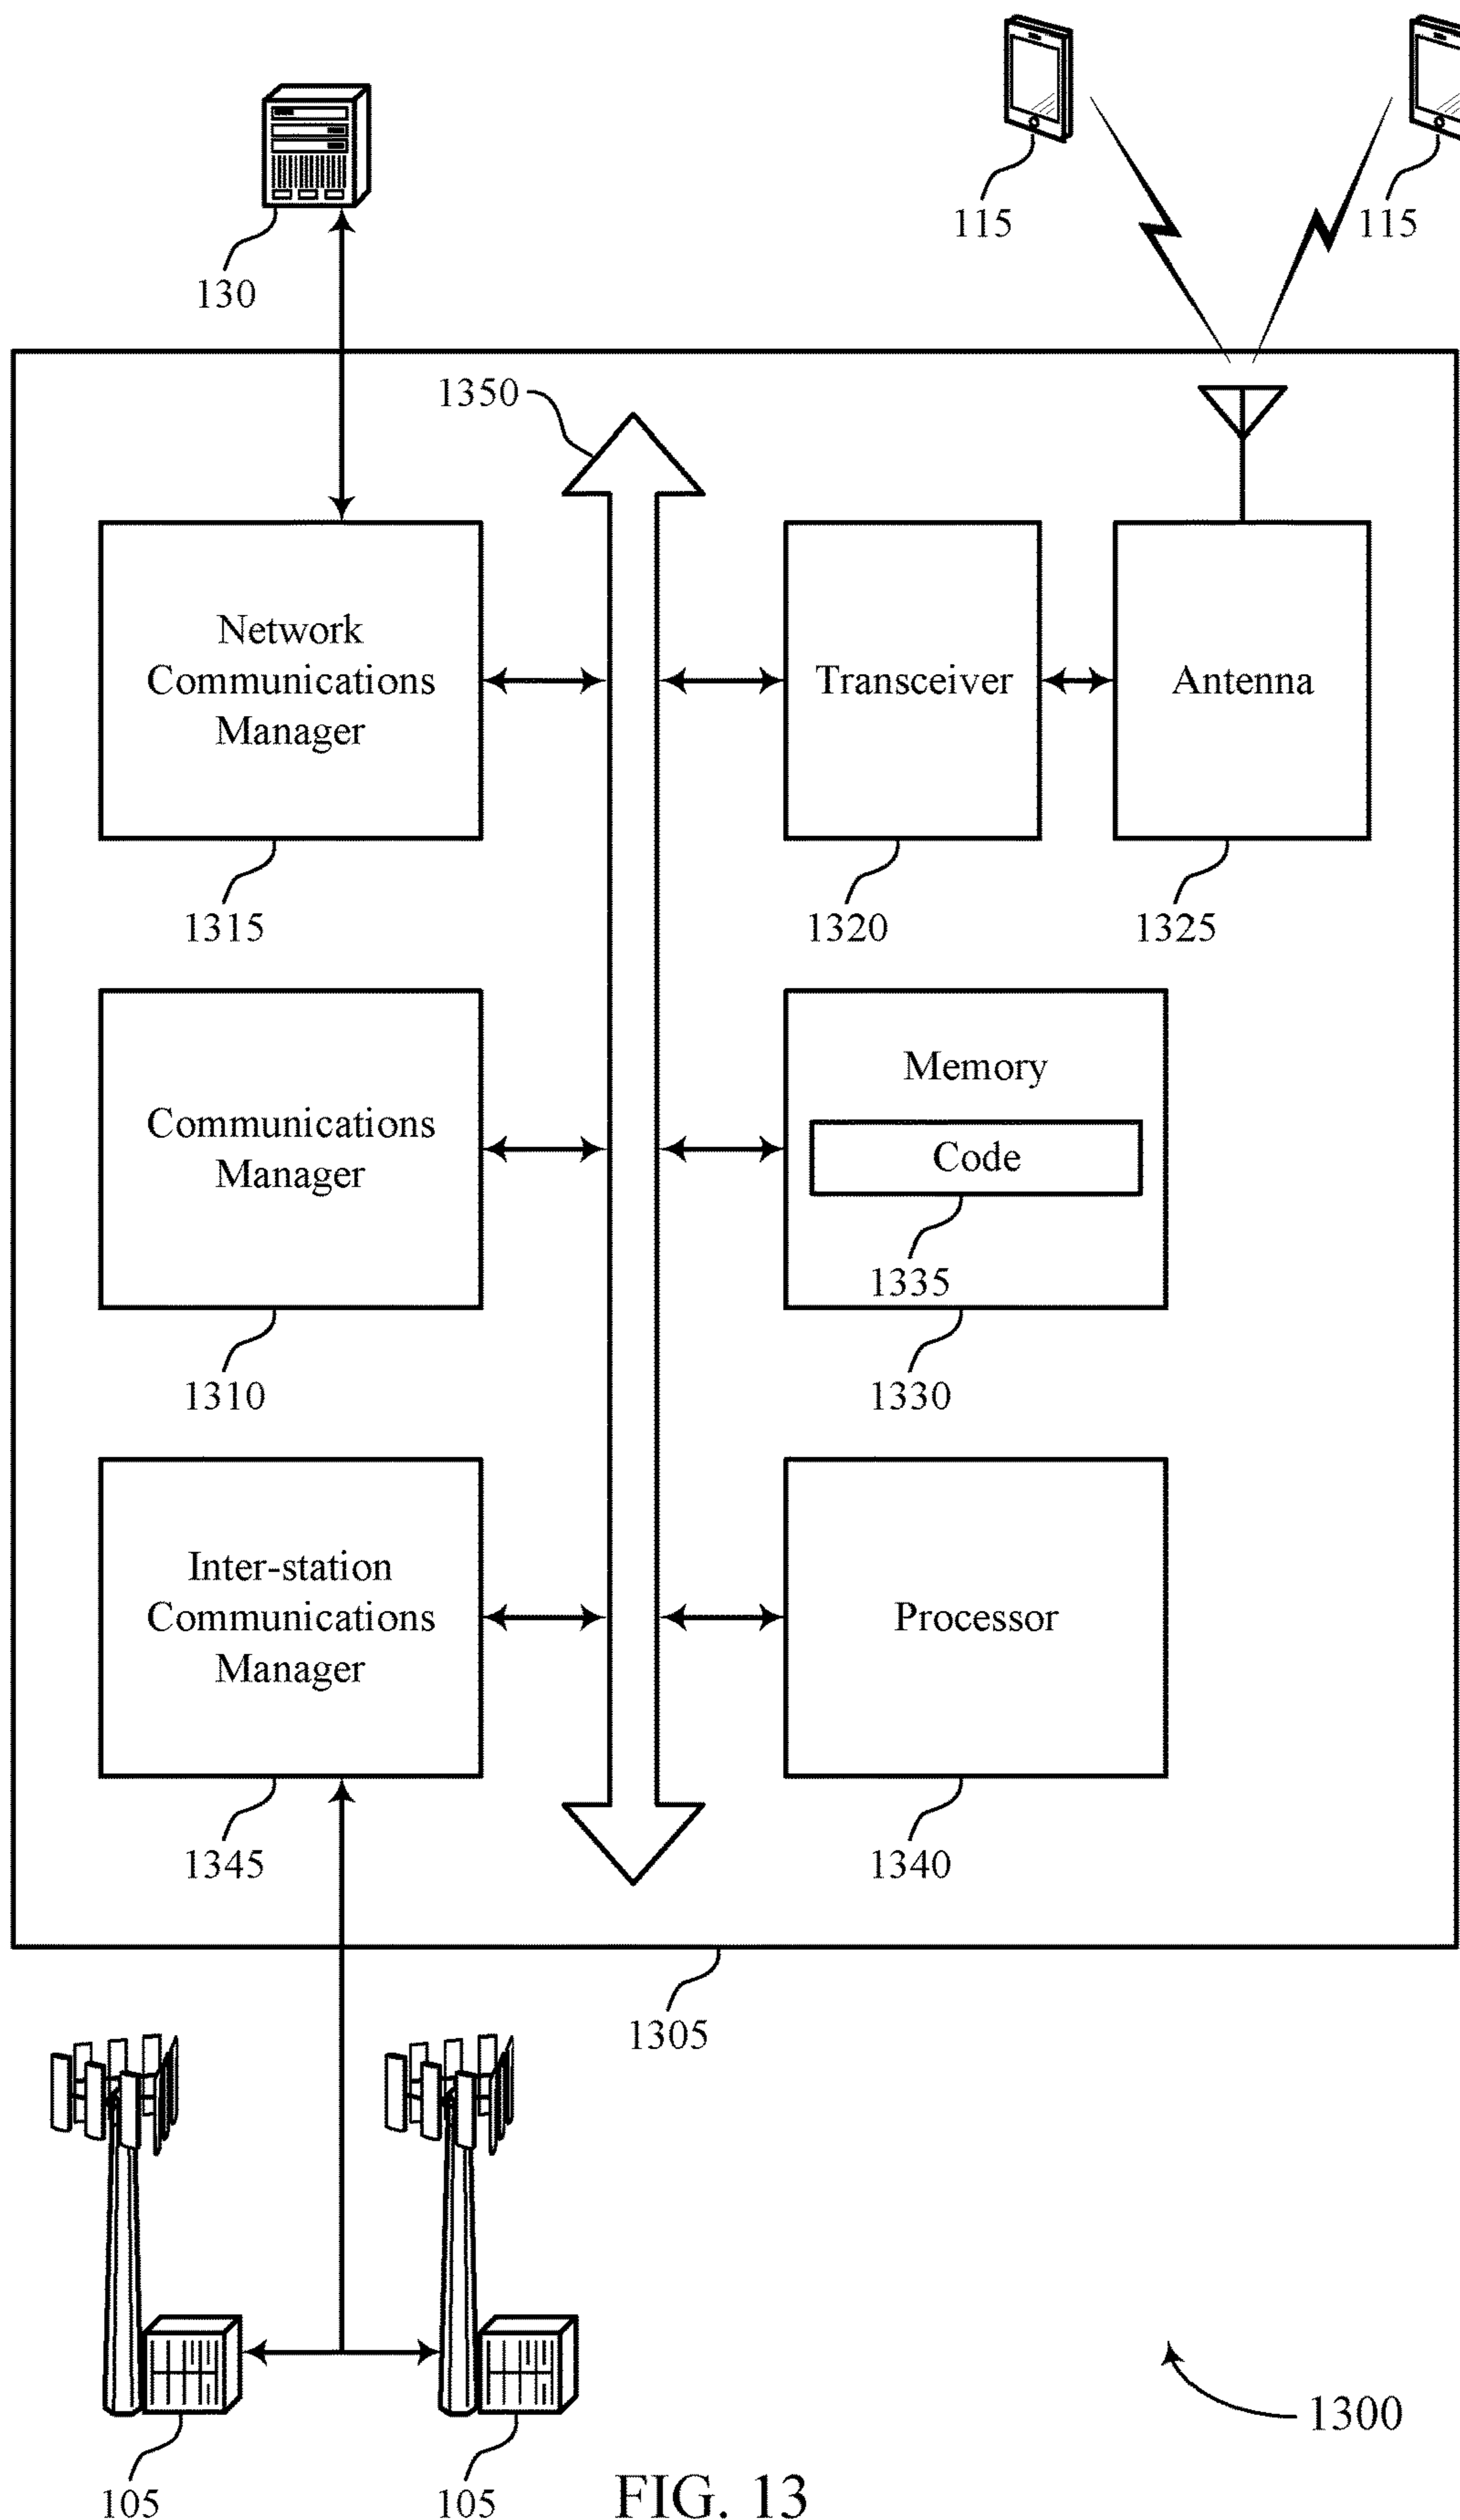 115
115
130
1350
Network
Communications
Manager
Transceiver
Antenna
1315
1320
1325
Communications
Manager
Memory
Code
1335
1310
1330
Inter-station
Communications
Manager
Processor
1345
1340
1305
1300
105
105
FIG. 13